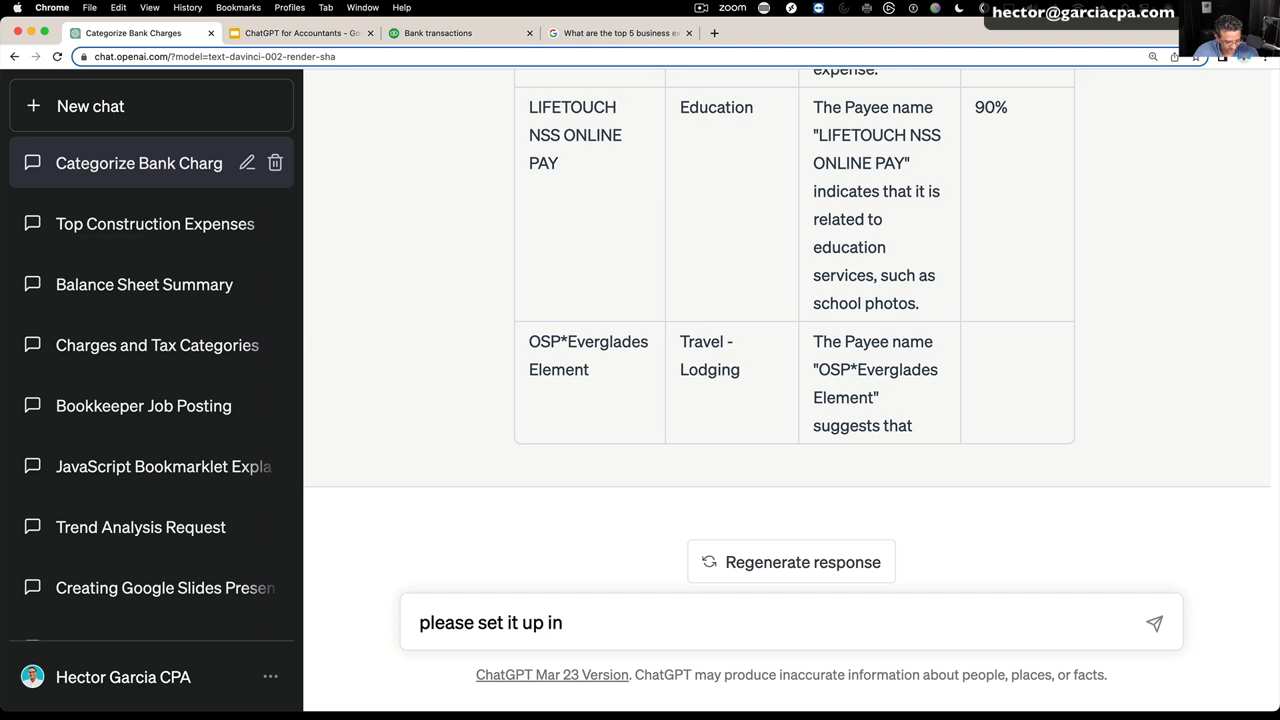 Chrome File Edit View History Bookmarks Profiles Tab Window Help
zoom
hector@garciacpa.com
Categorize Bank Charges
ChatGPT for Accountants - Go
Bank transactions
What are the top 5 business ex
chat.openai.com/?model=text-davinci-002-render-sha
New chat
Categorize Bank Charg
Top Construction Expenses
Balance Sheet Summary
Charges and Tax Categories
Bookkeeper Job Posting
JavaScript Bookmarklet Expla
Trend Analysis Request
Creating Google Slides Presen
Hector Garcia CPA
expense.
LIFETOUCH
NSS ONLINE
PAY
Education
The Payee name
"LIFETOUCH NSS
ONLINE PAY"
indicates that it is
related to
education
services, such as
school photos.
90%
OSP*Everglades
Element
Travel -
Lodging
The Payee name
"OSP*Everglades
Element"
suggests that
Regenerate response
please set it up in
ChatGPT Mar 23 Version. ChatGPT may produce inaccurate information about people, places, or facts.